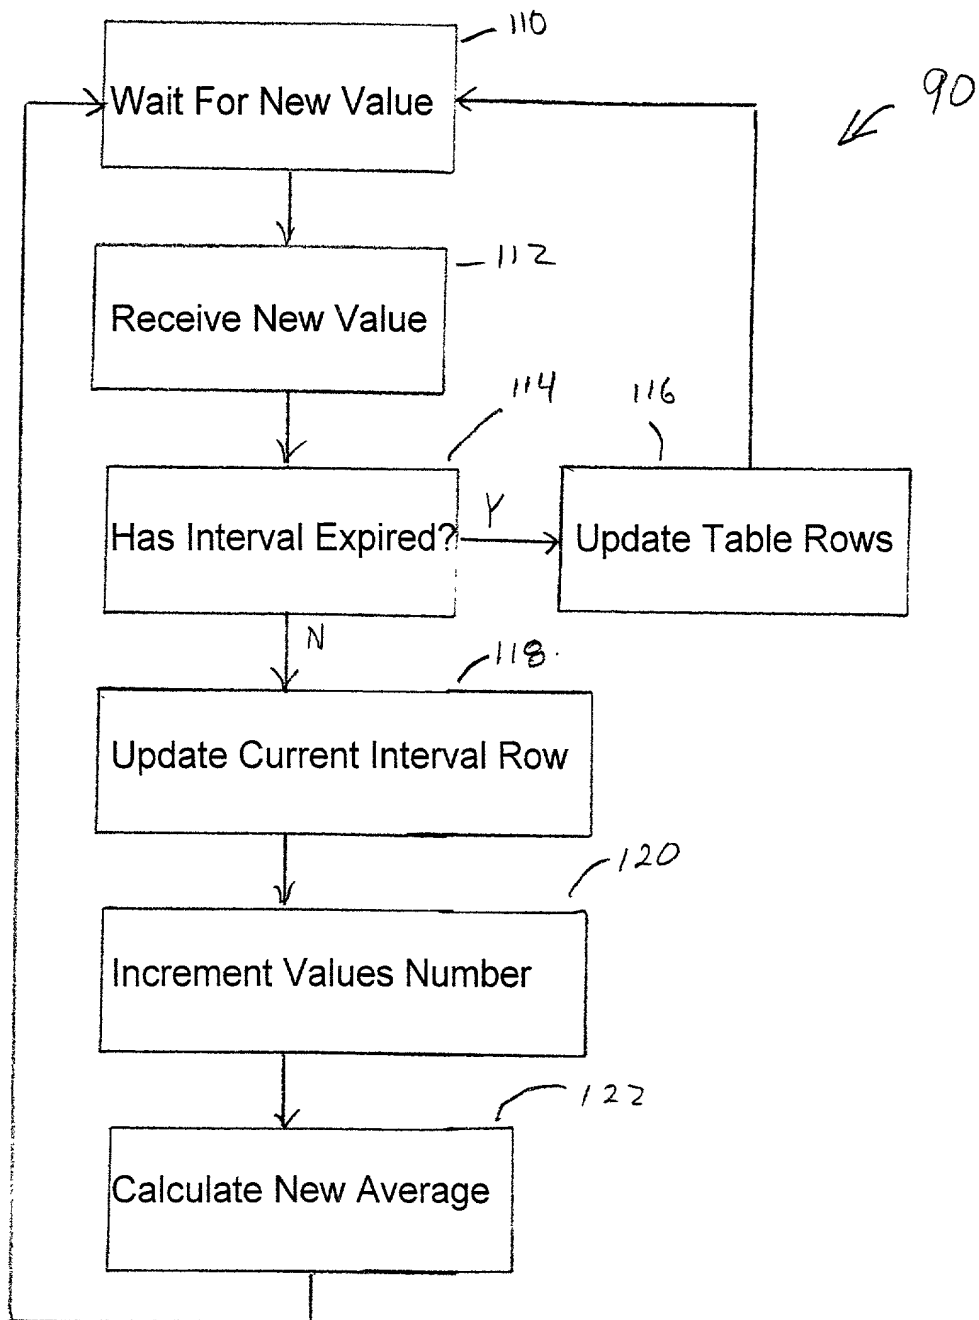 110
Wait For New Value
90
112
Receive New Value
114
116
Has Interval Expired?
Y
Update Table Rows
N
118.
Update Current Interval Row
120
Increment Values Number
122
Calculate New Average